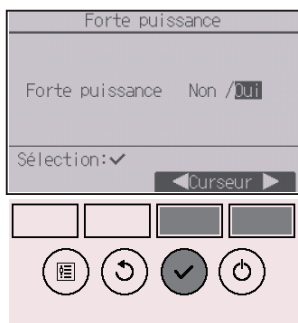 Forte puissance
Forte puissance Non /Oui
Sélection:✓
◀Curseur ▶